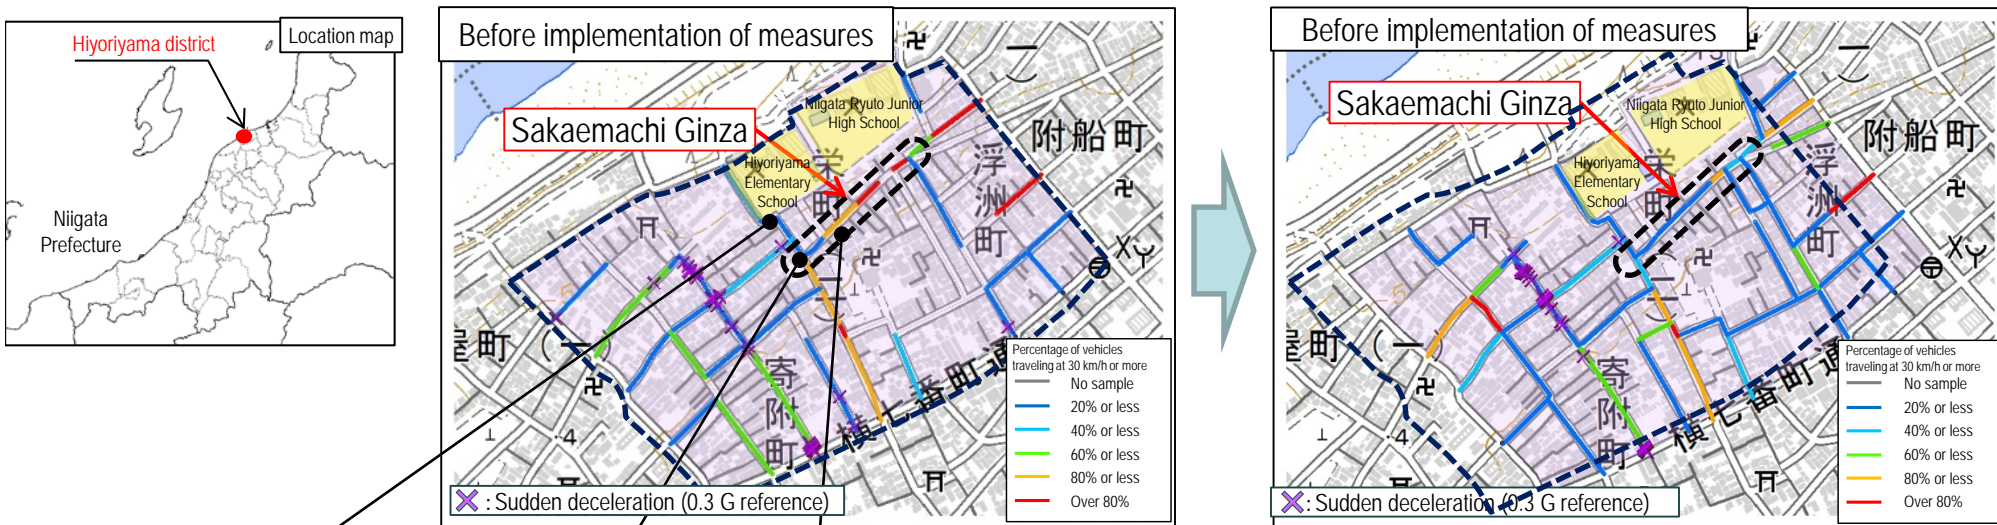 Hiyoriyama district
Location map
Niigata
Prefecture
Before implementation of measures
Sakaemachi Ginza
Niigata Ryuto Junior
High School
Hiyoriyama
Elementary
School
栄町
浮洲町
附船町
寄附町
横七番町通
(一)
Percentage of vehicles
traveling at 30 km/h or more
No sample
20% or less
40% or less
60% or less
80% or less
Over 80%
: Sudden deceleration (0.3 G reference)
Before implementation of measures
Sakaemachi Ginza
Niigata Ryuto Junior
High School
Hiyoriyama
Elementary
School
栄町
浮洲町
附船町
寄附町
横七番町通
(一)
Percentage of vehicles
traveling at 30 km/h or more
No sample
20% or less
40% or less
60% or less
80% or less
Over 80%
: Sudden deceleration (0.3 G reference)